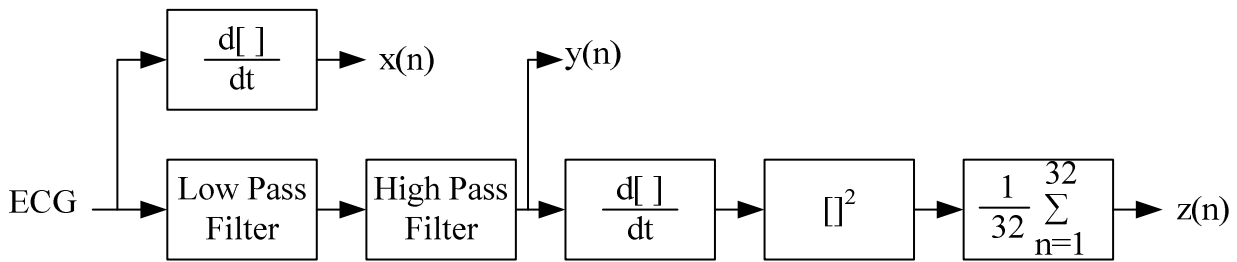 d[ ]
dt
x(n)
y(n)
ECG
Low Pass
Filter
High Pass
Filter
d[ ]
dt
[]²
1
32
32
Σ
n=1
z(n)